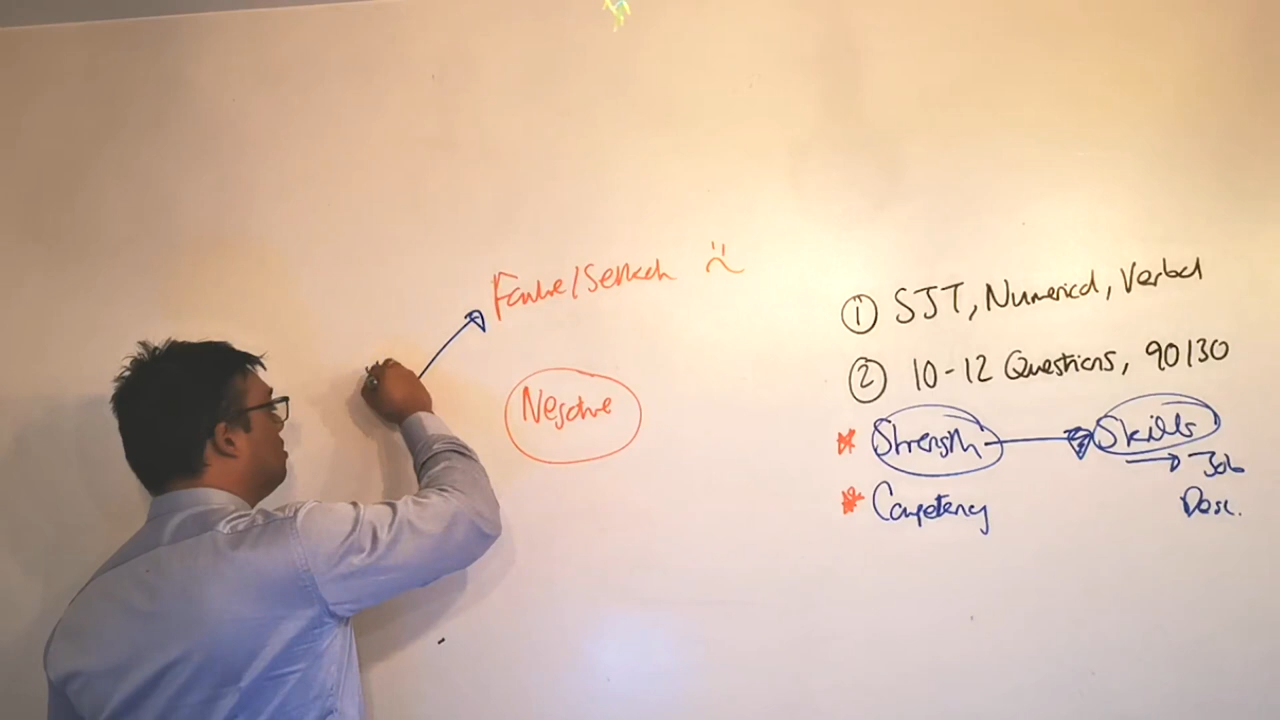 Failure/Setback
Negative
① SJT, Numerical, Verbal
② 10-12 Questions, 90/30
* Strength → Skills
→ Job
* Competency
Desc.